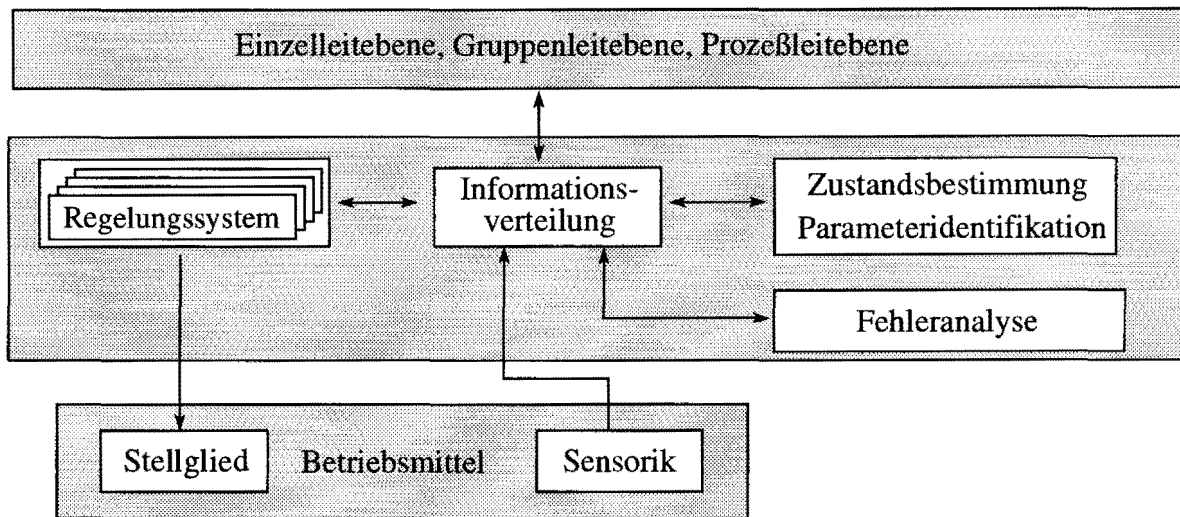 Einzelleitebene, Gruppenleitebene, Prozeßleitebene
Regelungssystem
Informations-
verteilung
Zustandsbestimmung
Parameteridentifikation
Fehleranalyse
Stellglied
Betriebsmittel
Sensorik